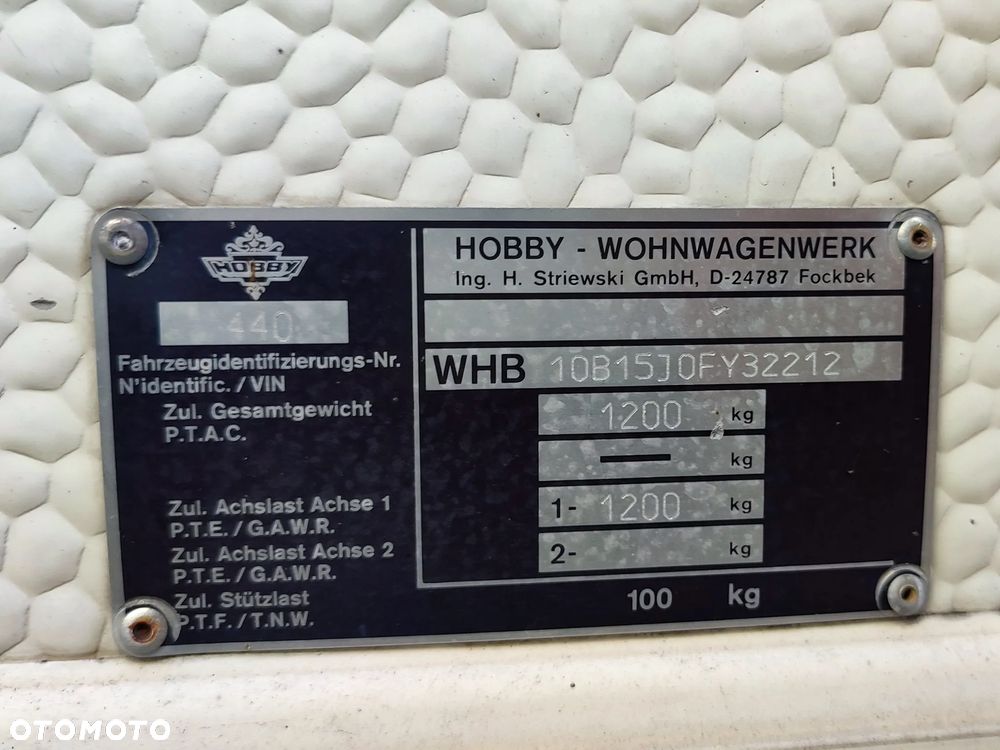 HOBBY
440
Fahrzeugidentifizierungs-Nr.
N'identific. / VIN
Zul. Gesamtgewicht
P.T.A.C.
Zul. Achslast Achse 1
P.T.E. / G.A.W.R.
Zul. Achslast Achse 2
P.T.E. / G.A.W.R.
Zul. Stützlast
P.T.F. / T.N.W.
HOBBY - WOHNWAGENWERK
Ing. H. Striewski GmbH, D-24787 Fockbek
WHB 10B15J0FY32212
1200 kg
— kg
1- 1200 kg
2- kg
100 kg
OTOMOTO